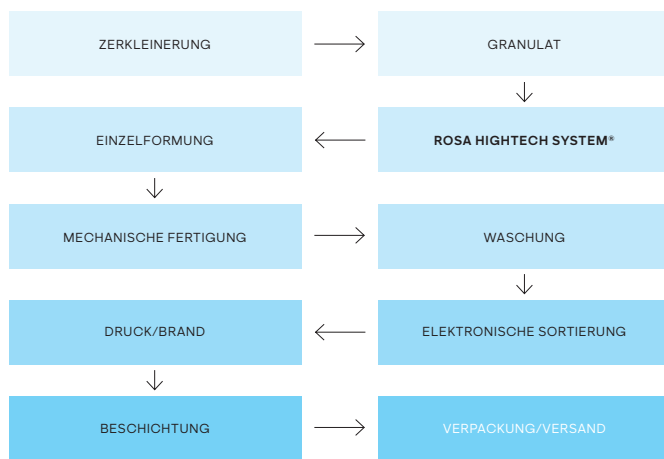 ZERKLEINERUNG
GRANULAT
ROSA HIGHTECH SYSTEM®
EINZELFORMUNG
MECHANISCHE FERTIGUNG
WASCHUNG
ELEKTRONISCHE SORTIERUNG
DRUCK/BRAND
BESCHICHTUNG
VERPACKUNG/VERSAND